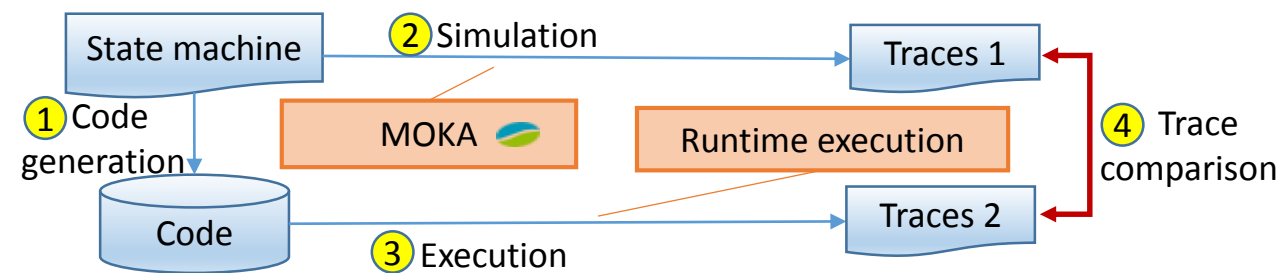 State machine
2 Simulation
Traces 1
1 Code
generation
MOKA
Runtime execution
4 Trace
comparison
Code
3 Execution
Traces 2